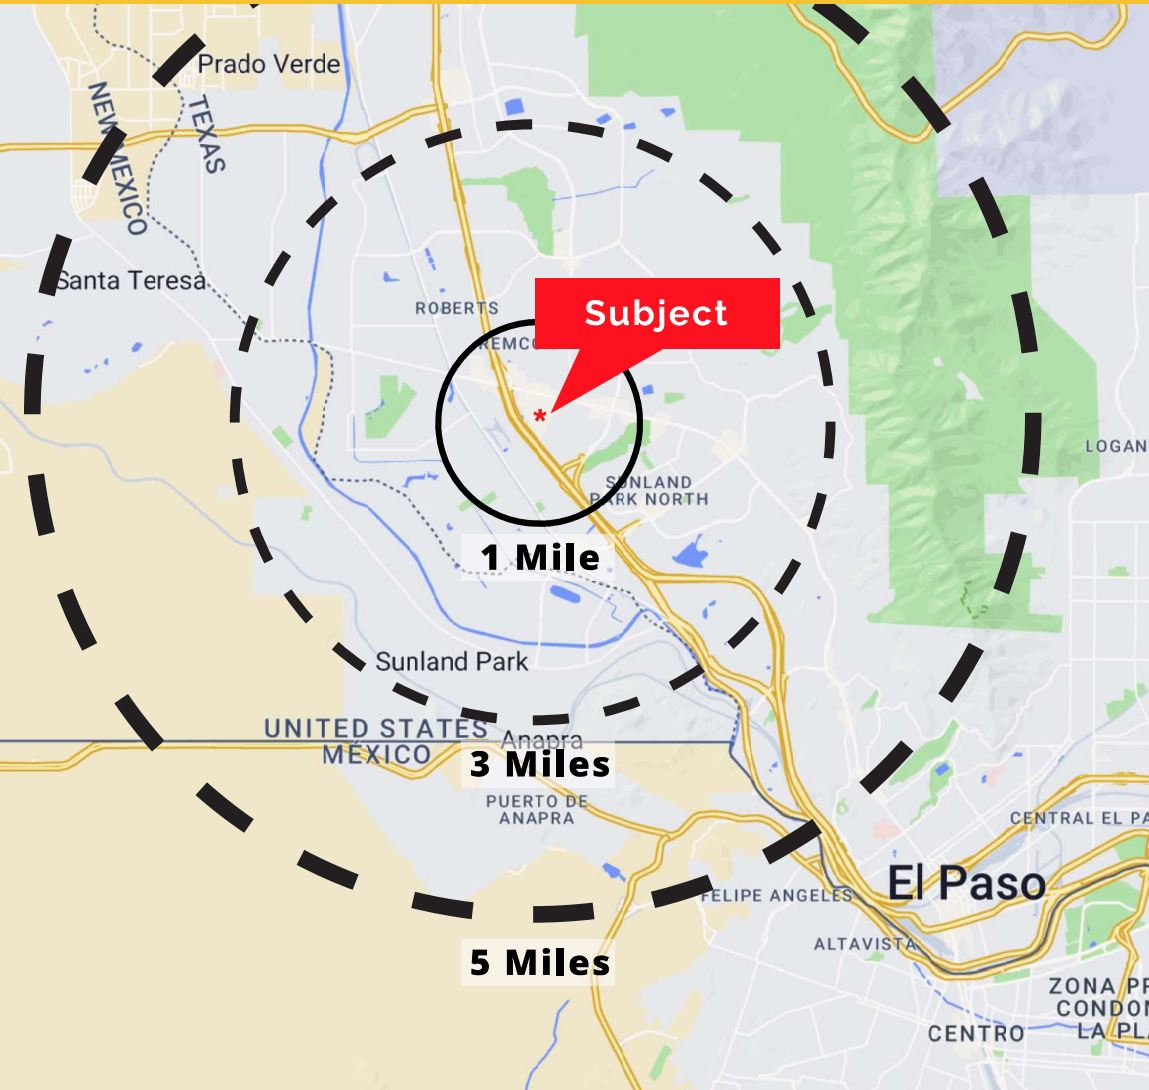 Prado Verde
NEW MEXICO
TEXAS
Santa Teresa
ROBERTS
Subject
*
SUNLAND
PARK NORTH
LOGAN
1 Mile
Sunland Park
UNITED STATES
MÉXICO
Anapra
3 Miles
PUERTO DE
ANAPRA
CENTRAL EL PA
El Paso
FELIPE ANGELES
ALTAVISTA
5 Miles
ZONA PR
CONDO
LA PL
CENTRO